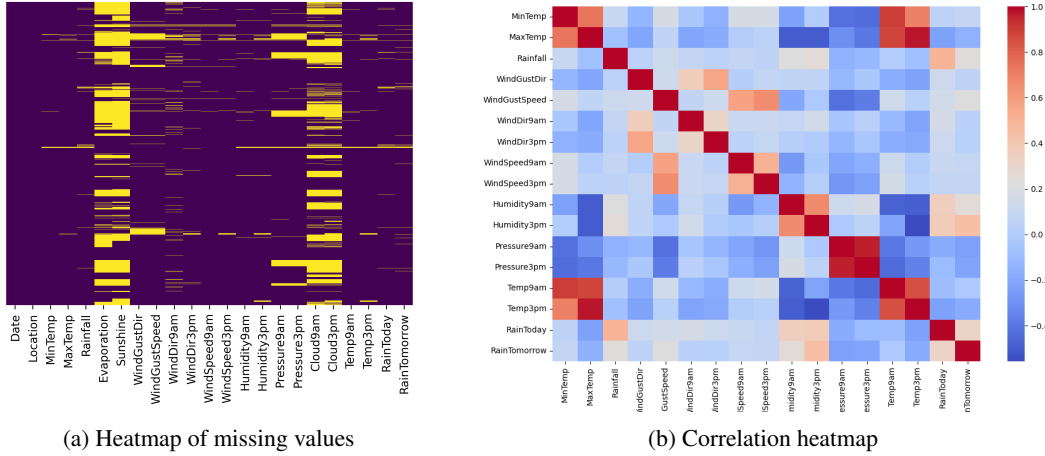 Date
Location
MinTemp
MaxTemp
Rainfall
Evaporation
Sunshine
WindGustDir
WindGustSpeed
WindDir9am
WindDir3pm
WindSpeed9am
WindSpeed3pm
Humidity9am
Humidity3pm
Pressure9am
Pressure3pm
Cloud9am
Cloud3pm
Temp9am
Temp3pm
RainToday
RainTomorrow
(a) Heatmap of missing values
MinTemp
MaxTemp
Rainfall
WindGustDir
WindGustSpeed
WindDir9am
WindDir3pm
WindSpeed9am
WindSpeed3pm
Humidity9am
Humidity3pm
Pressure9am
Pressure3pm
Temp9am
Temp3pm
RainToday
RainTomorrow
MinTemp
MaxTemp
Rainfall
GustSpeed
Temp9am
Temp3pm
RainToday
1.0
0.8
0.6
0.4
0.2
0.0
(b) Correlation heatmap